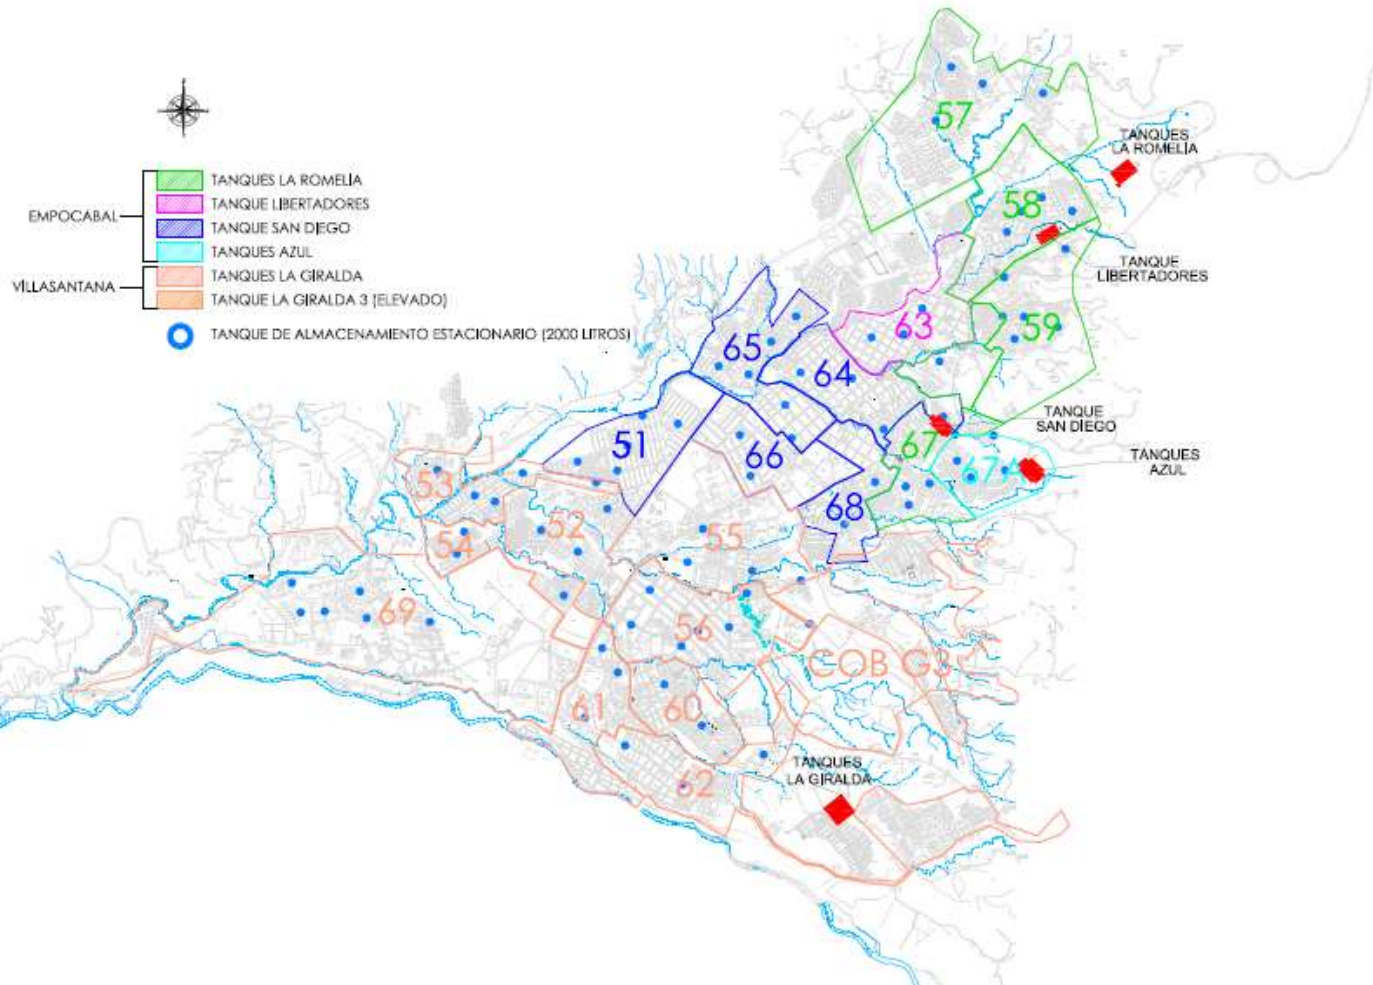 57
TANQUES
LA ROMELIA
EMPOCABAL
TANQUES LA ROMELIA
TANQUE LIBERTADORES
TANQUE SAN DIEGO
TANQUES AZUL
VILLASANTANA
TANQUES LA GIRALDA
TANQUE LA GIRALDA 3 (ELEVADO)
TANQUE DE ALMACENAMIENTO ESTACIONARIO (2000 LITROS)
58
TANQUE
LIBERTADORES
63
59
65
64
TANQUE
SAN DIEGO
51
66
67
TANQUES
AZUL
53
67
68
52
54
55
69
56
COB G3
61
60
62
TANQUES
LA GIRALDA